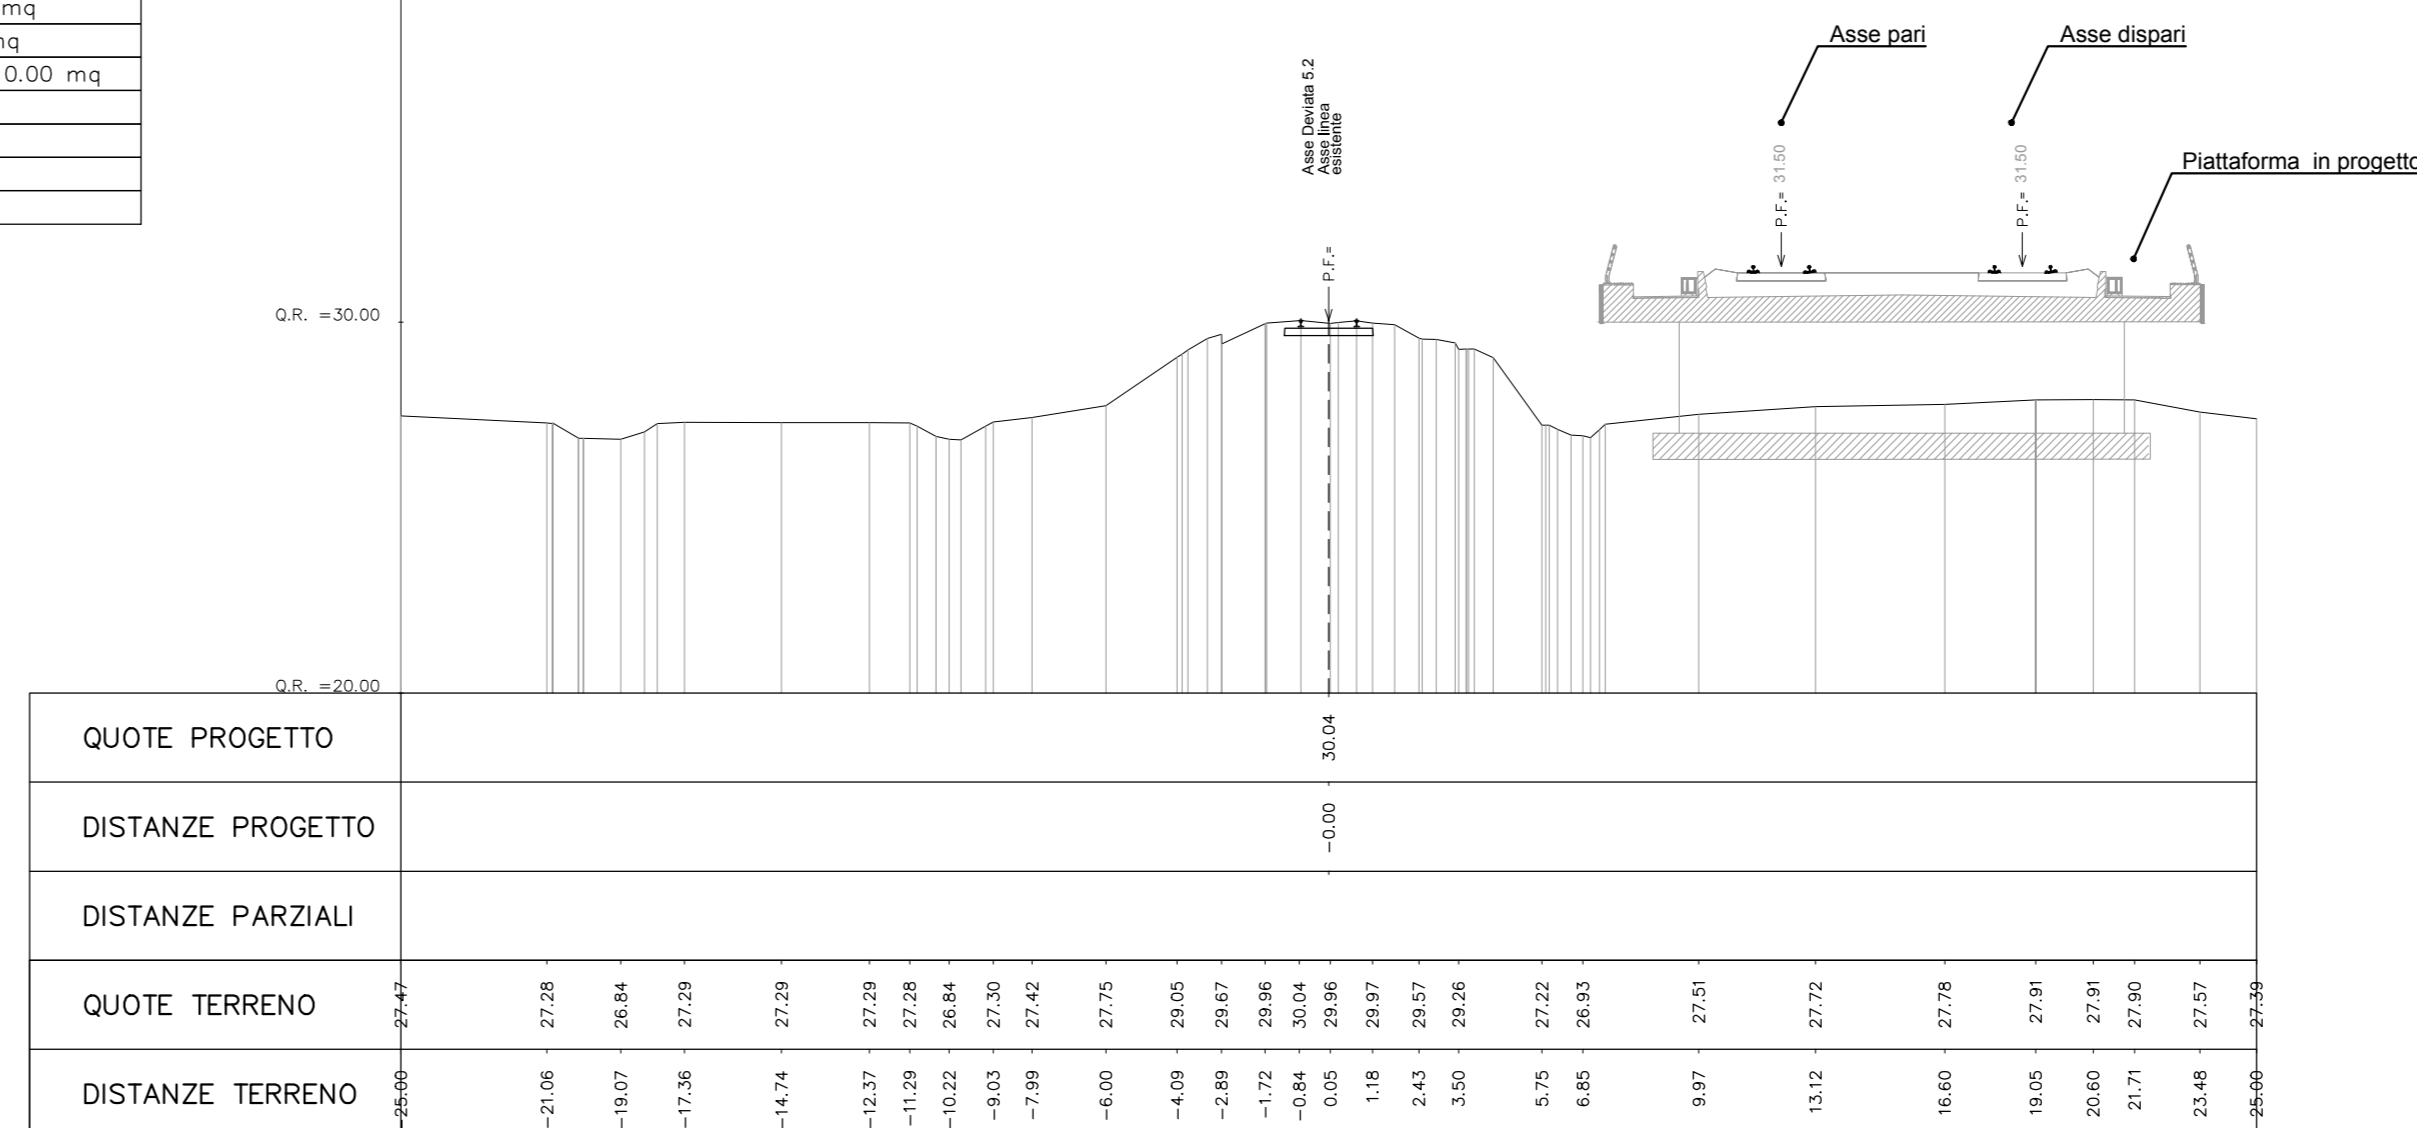 mq
mq
0.00 mq
Asse pari
Asse dispari
Piattaforma in progetto
Asse Deviata 5.2
Asse linea
esistente
P.F.=
P.F.= 31.50
P.F.= 31.50
Q.R. =30.00
Q.R. =20.00
QUOTE PROGETTO
30.04
DISTANZE PROGETTO
-0.00
DISTANZE PARZIALI
QUOTE TERRENO
27.47 27.28 26.84 27.29 27.29 27.29 27.28 26.84 27.30 27.42 27.75 29.05 29.67 29.96 30.04 29.96 29.97 29.57 29.26 27.22 26.93 27.51 27.72 27.78 27.91 27.91 27.90 27.57 27.39
DISTANZE TERRENO
-25.00 -21.06 -19.07 -17.36 -14.74 -12.37 -11.29 -10.22 -9.03 -7.99 -6.00 -4.09 -2.89 -1.72 -0.84 0.05 1.18 2.43 3.50 5.75 6.85 9.97 13.12 16.60 19.05 20.60 21.71 23.48 25.00